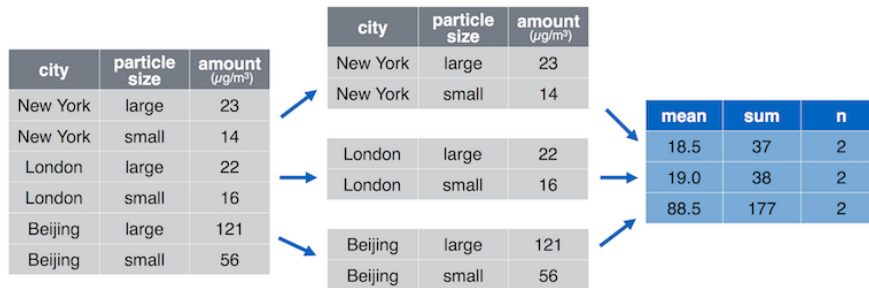 city particle size amount (µg/m³)
New York large 23
New York small 14
London large 22
London small 16
Beijing large 121
Beijing small 56
city particle size amount (µg/m³)
New York large 23
New York small 14
London large 22
London small 16
Beijing large 121
Beijing small 56
mean sum n
18.5 37 2
19.0 38 2
88.5 177 2